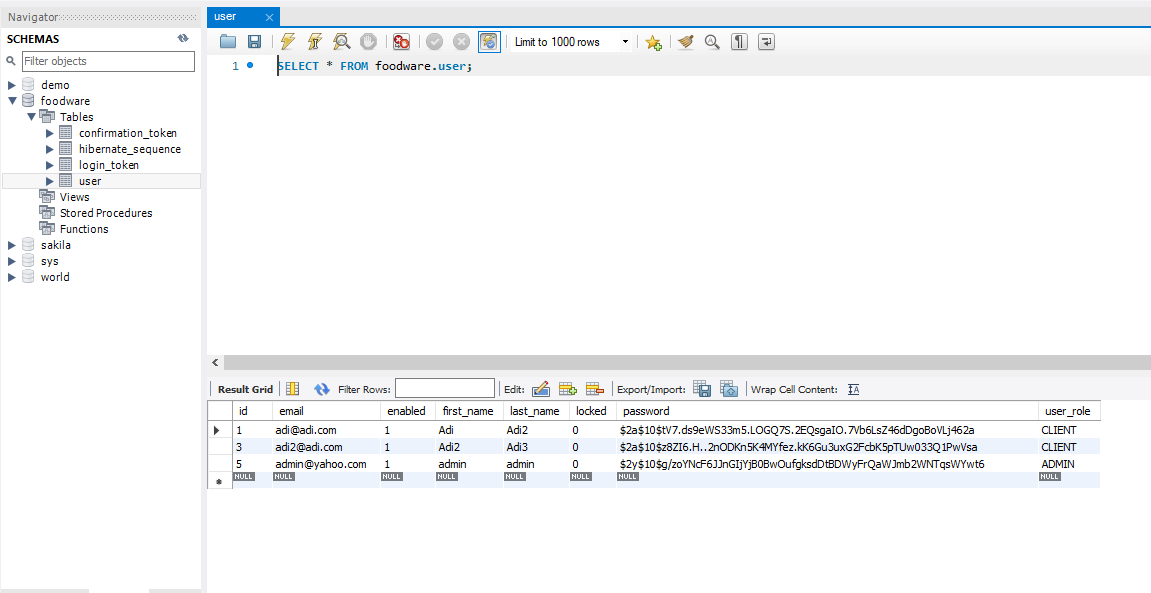 Navigator
SCHEMAS
Filter objects
demo
foodware
Tables
confirmation_token
hibernate_sequence
login_token
user
Views
Stored Procedures
Functions
sakila
sys
world
user
Limit to 1000 rows
1 SELECT * FROM foodware.user;
Result Grid Filter Rows: Edit: Export/Import: Wrap Cell Content:
id email enabled first_name last_name locked password user_role
1 adi@adi.com 1 Adi Adi2 0 $2a$10$tV7.ds9eWS33m5.LOGQ7S.2EQsgaIO.7Vb6LsZ46dDgoBoVLj462a CLIENT
3 adi2@adi.com 1 Adi2 Adi3 0 $2a$10$z8ZI6.H..2nODKn5K4MYfez.kK6Gu3uxG2FcbK5pTUw033Q1PwVsa CLIENT
5 admin@yahoo.com 1 admin admin 0 $2y$10$g/zoYNcF6JJnGIjYjB0BwOufgksdDtBDWyFrQaWJmb2WNTqsWYwt6 ADMIN
NULL NULL NULL NULL NULL NULL NULL NULL